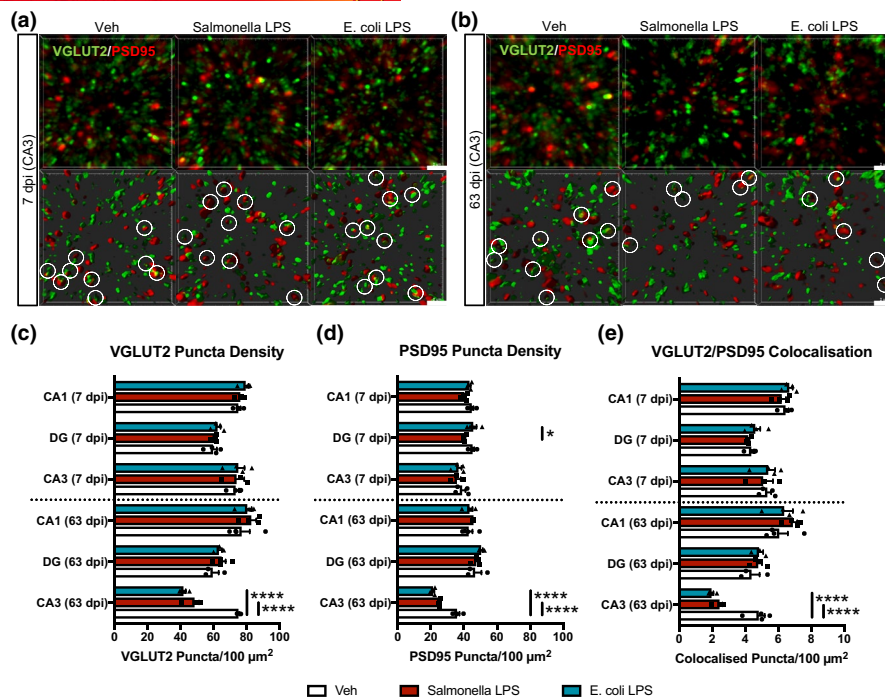 (a)
Veh Salmonella LPS E. coli LPS
VGLUT2/PSD95
7 dpi (CA3)
(b)
Veh Salmonella LPS E. coli LPS
VGLUT2/PSD95
63 dpi (CA3)
(c)
VGLUT2 Puncta Density
CA1 (7 dpi)
DG (7 dpi)
CA3 (7 dpi)
CA1 (63 dpi)
DG (63 dpi)
CA3 (63 dpi)
****
****
0 20 40 60 80 100
VGLUT2 Puncta/100 µm²
(d)
PSD95 Puncta Density
CA1 (7 dpi)
DG (7 dpi)
*
CA3 (7 dpi)
CA1 (63 dpi)
DG (63 dpi)
CA3 (63 dpi)
****
****
0 20 40 60 80 100
PSD95 Puncta/100 µm²
(e)
VGLUT2/PSD95 Colocalisation
CA1 (7 dpi)
DG (7 dpi)
CA3 (7 dpi)
CA1 (63 dpi)
DG (63 dpi)
CA3 (63 dpi)
****
****
0 2 4 6 8 10
Colocalised Puncta/100 µm²
Veh Salmonella LPS E. coli LPS